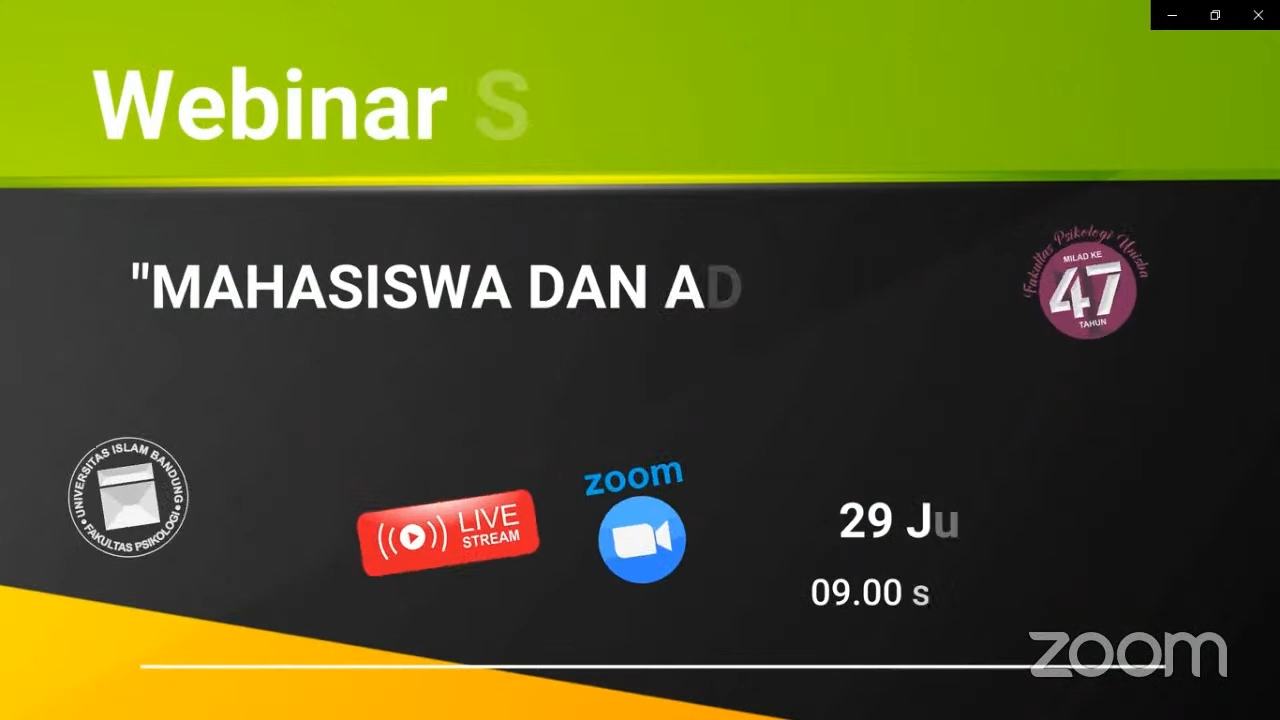 Webinar S
"MAHASISWA DAN AD
Fakultas Psikologi Unisba
MILAD KE
47
TAHUN
UNIVERSITAS ISLAM BANDUNG
FAKULTAS PSIKOLOGI
LIVE
STREAM
zoom
29 Ju
09.00 s
zoom